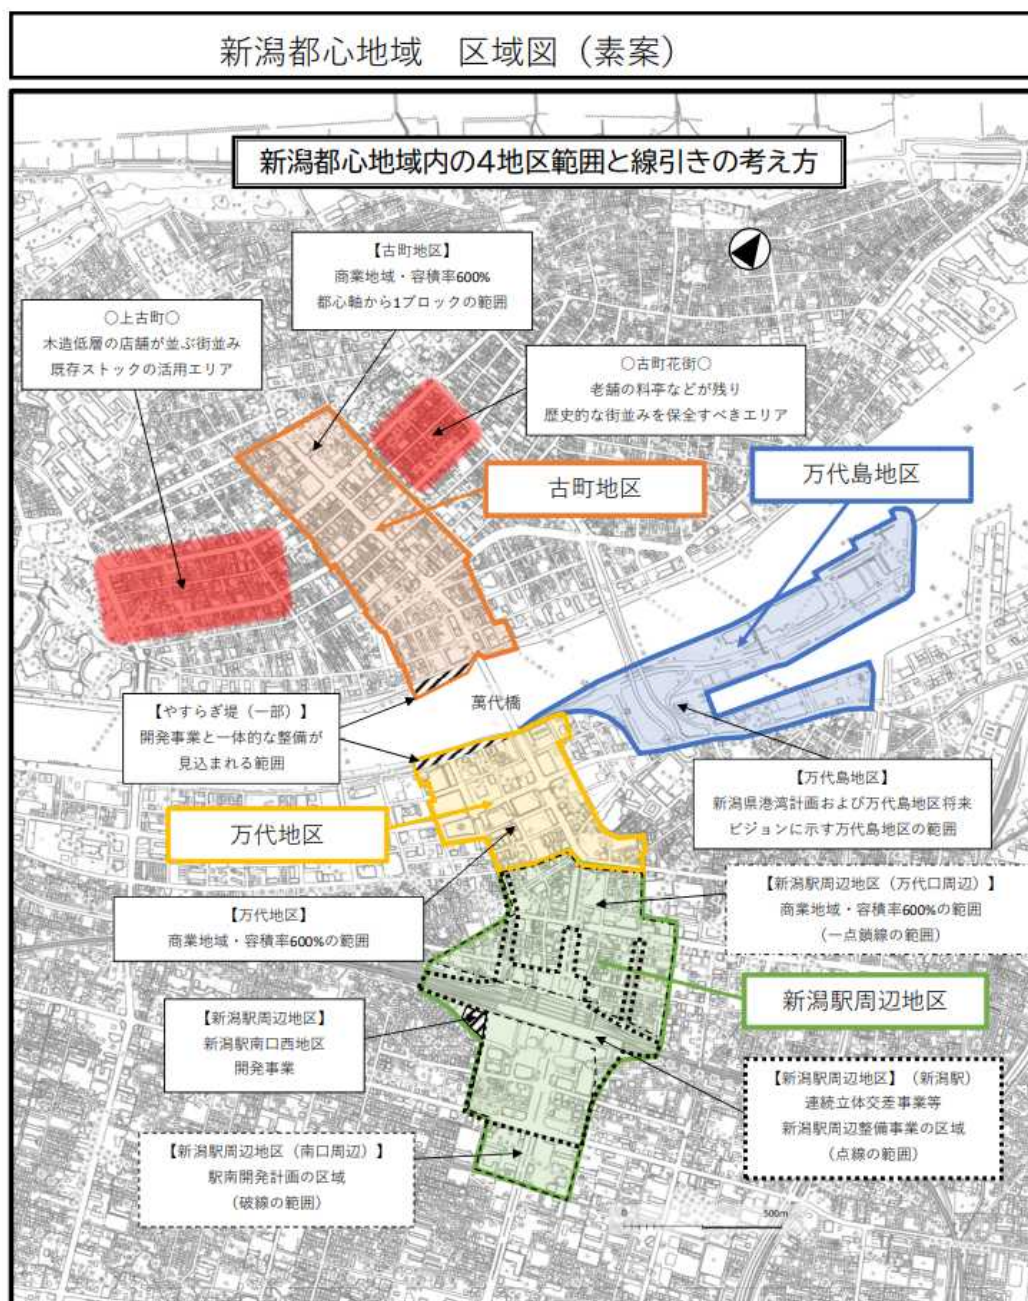 新潟都心地域　区域図（素案）
新潟都心地域内の4地区範囲と線引きの考え方
【古町地区】
商業地域・容積率600%
都心軸から1ブロックの範囲
○上古町○
木造低層の店舗が並ぶ街並み
既存ストックの活用エリア
○古町花街○
老舗の料亭などが残り
歴史的な街並みを保全すべきエリア
古町地区
万代島地区
萬代橋
【やすらぎ堤（一部）】
開発事業と一体的な整備が
見込まれる範囲
【万代島地区】
新潟県港湾計画および万代島地区将来
ビジョンに示す万代島地区の範囲
万代地区
【新潟駅周辺地区（万代口周辺）】
商業地域・容積率600%の範囲
（一点鎖線の範囲）
【万代地区】
商業地域・容積率600%の範囲
新潟駅周辺地区
【新潟駅周辺地区】
新潟駅南口西地区
開発事業
【新潟駅周辺地区】（新潟駅）
連続立体交差事業等
新潟駅周辺整備事業の区域
（点線の範囲）
【新潟駅周辺地区（南口周辺）】
駅南開発計画の区域
（破線の範囲）
0 500m